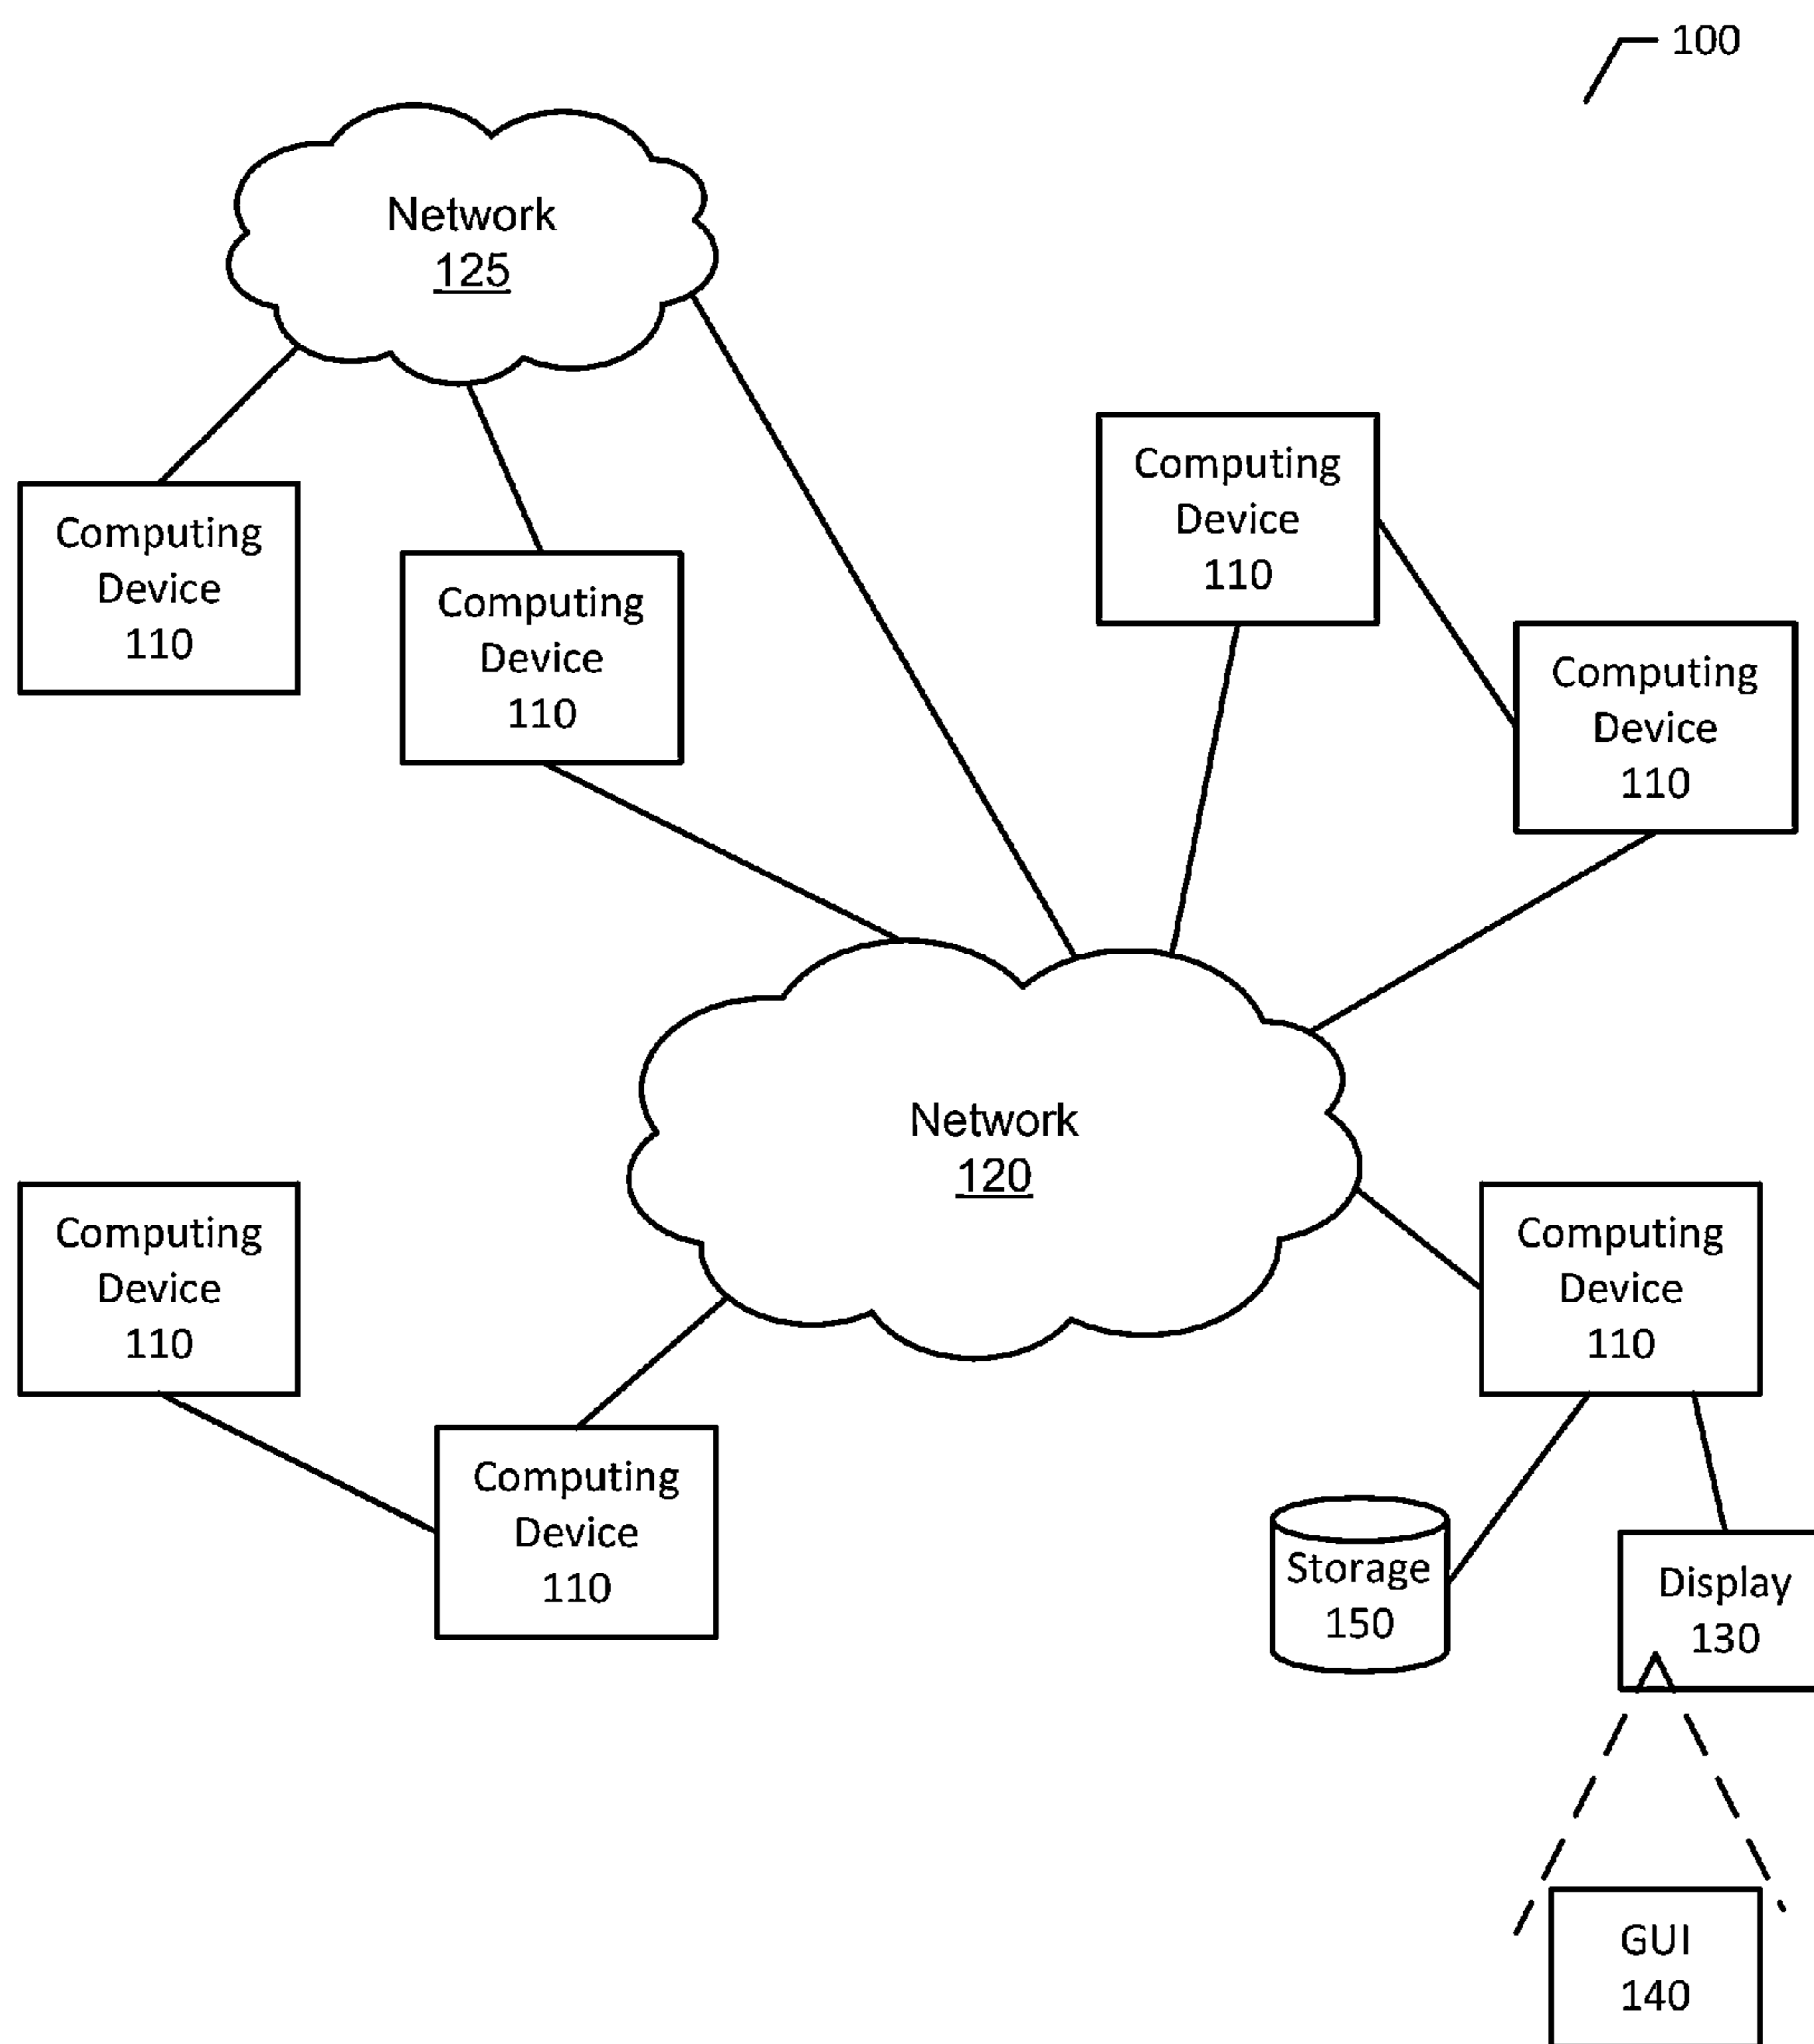 100
Network
125
Computing
Device
110
Computing
Device
110
Computing
Device
110
Computing
Device
110
Network
120
Computing
Device
110
Computing
Device
110
Computing
Device
110
Storage
150
Display
130
GUI
140